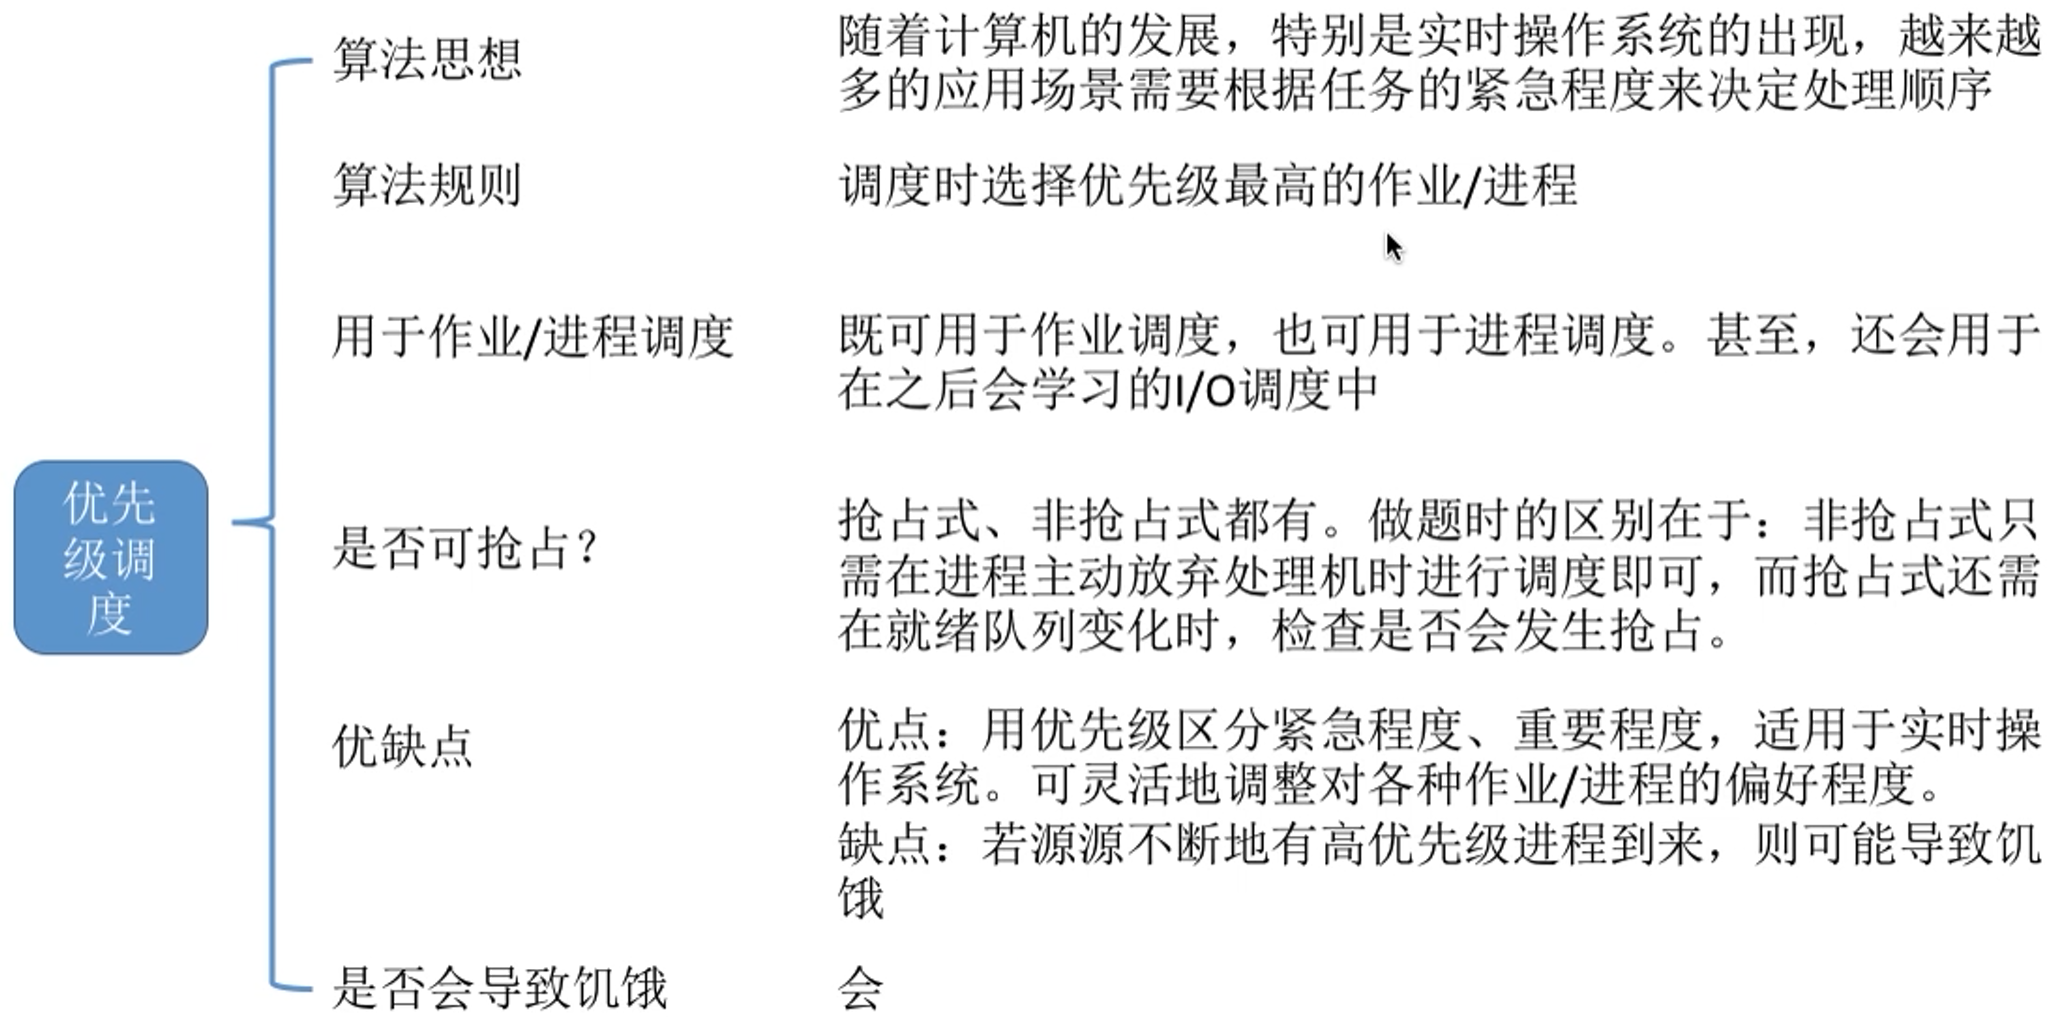 优先
级调
度
算法思想
随着计算机的发展，特别是实时操作系统的出现，越来越
多的应用场景需要根据任务的紧急程度来决定处理顺序
算法规则
调度时选择优先级最高的作业/进程
用于作业/进程调度
既可用于作业调度，也可用于进程调度。甚至，还会用于
在之后会学习的I/O调度中
是否可抢占？
抢占式、非抢占式都有。做题时的区别在于：非抢占式只
需在进程主动放弃处理机时进行调度即可，而抢占式还需
在就绪队列变化时，检查是否会发生抢占。
优缺点
优点：用优先级区分紧急程度、重要程度，适用于实时操
作系统。可灵活地调整对各种作业/进程的偏好程度。
缺点：若源源不断地有高优先级进程到来，则可能导致饥
饿
是否会导致饥饿
会